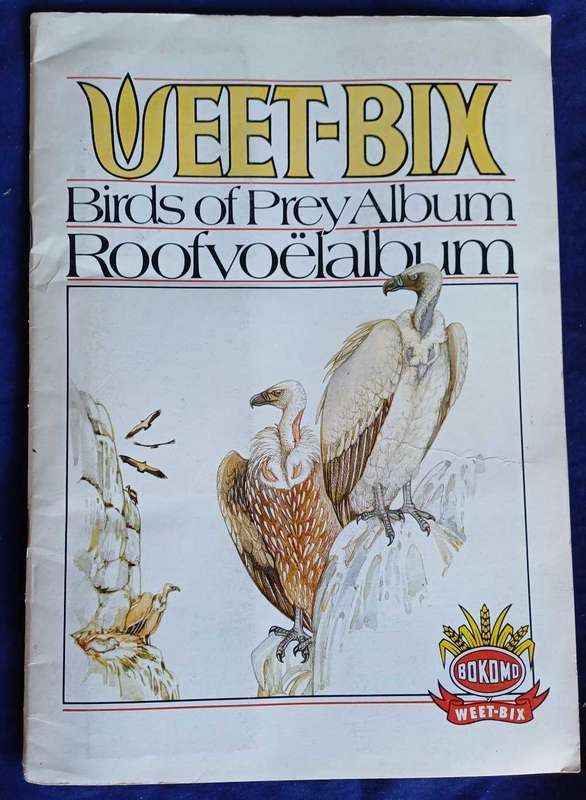 WEET-BIX
Birds of Prey Album
Roofvoëlalbum
BOKOMO
WEET-BIX